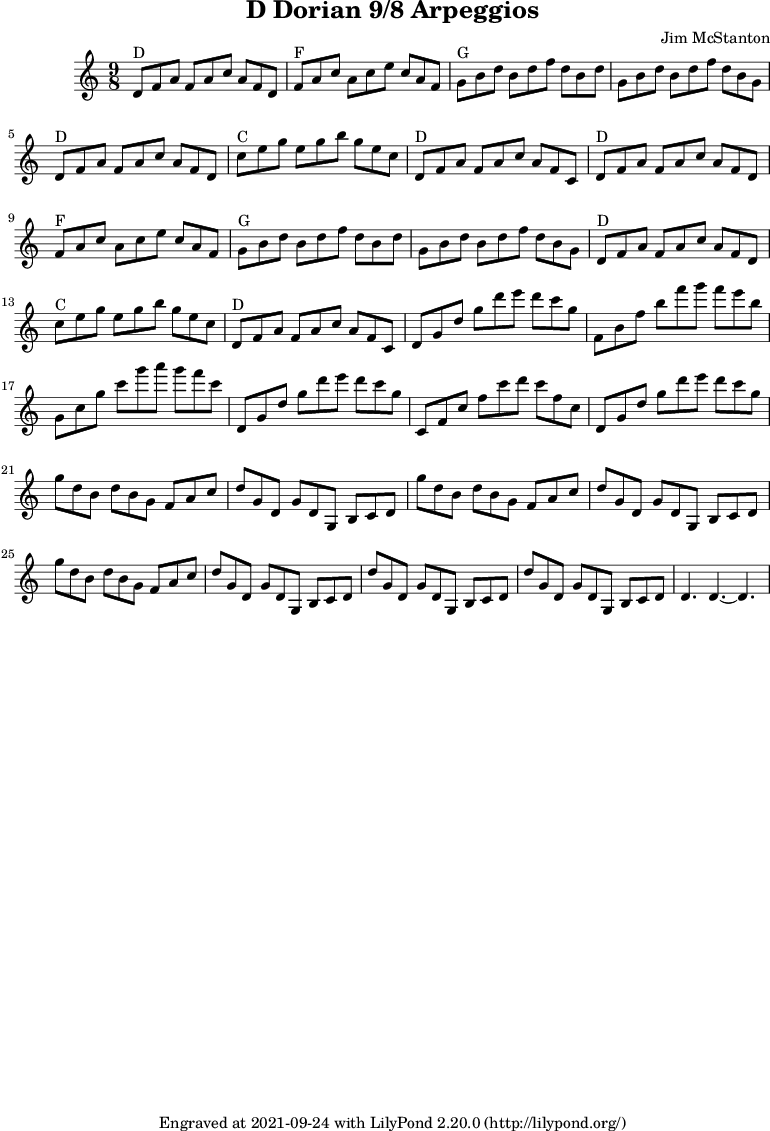 D Dorian 9/8 Arpeggios
Jim McStanton
D F G
9
8
5
D C D D
9
F G D
13
C D
17
21
25
Engraved at 2021-09-24 with LilyPond 2.20.0 (http://lilypond.org/)